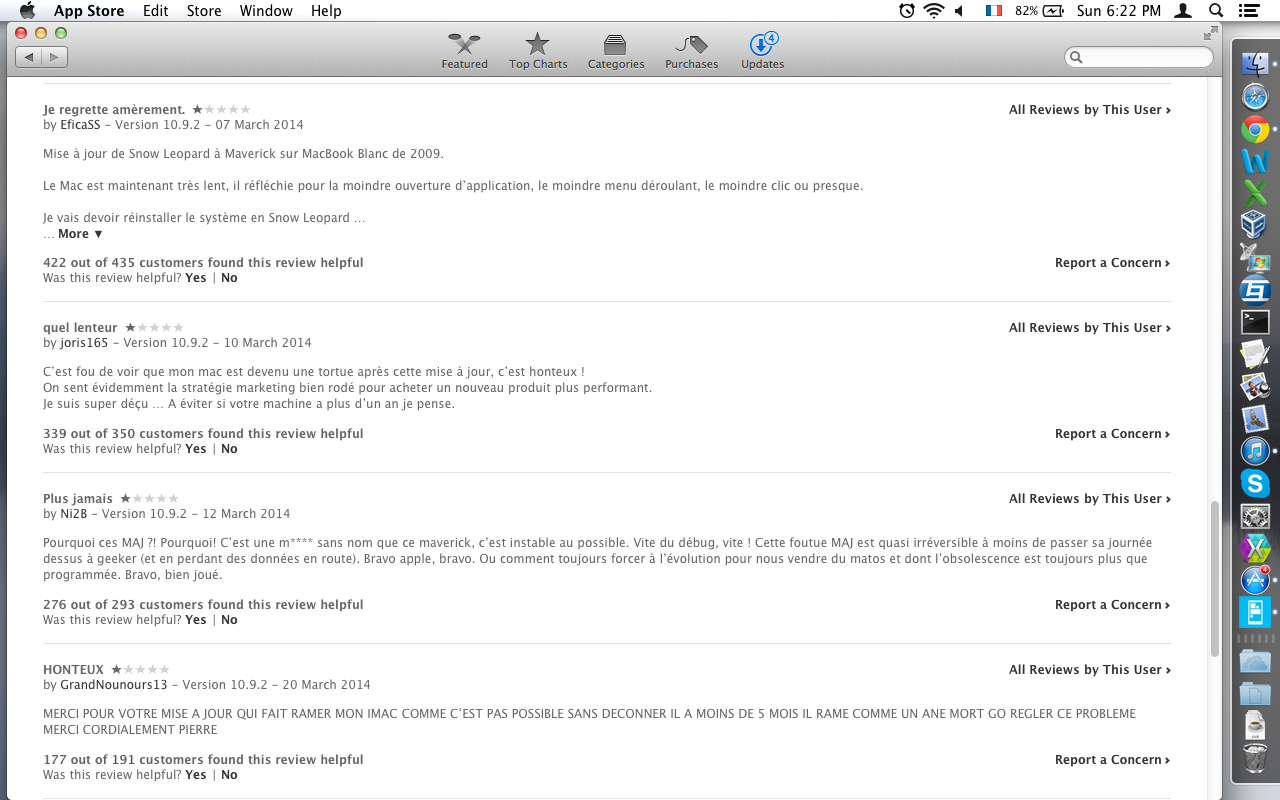 App Store Edit Store Window Help 82% Sun 6:22 PM
Featured Top Charts Categories Purchases Updates 4
Je regrette amèrement. All Reviews by This User ›
by EficaSS – Version 10.9.2 – 07 March 2014
Mise à jour de Snow Leopard à Maverick sur MacBook Blanc de 2009.
Le Mac est maintenant très lent, il réfléchie pour la moindre ouverture d'application, le moindre menu déroulant, le moindre clic ou presque.
Je vais devoir réinstaller le système en Snow Leopard ...
... More ▼
422 out of 435 customers found this review helpful Report a Concern ›
Was this review helpful? Yes | No
quel lenteur All Reviews by This User ›
by joris165 – Version 10.9.2 – 10 March 2014
C'est fou de voir que mon mac est devenu une tortue après cette mise à jour, c'est honteux !
On sent évidemment la stratégie marketing bien rodé pour acheter un nouveau produit plus performant.
Je suis super déçu ... A éviter si votre machine a plus d'un an je pense.
339 out of 350 customers found this review helpful Report a Concern ›
Was this review helpful? Yes | No
Plus jamais All Reviews by This User ›
by Ni2B – Version 10.9.2 – 12 March 2014
Pourquoi ces MAJ ?! Pourquoi! C'est une m**** sans nom que ce maverick, c'est instable au possible. Vite du débug, vite ! Cette foutue MAJ est quasi irréversible à moins de passer sa journée
dessus à geeker (et en perdant des données en route). Bravo apple, bravo. Ou comment toujours forcer à l'évolution pour nous vendre du matos et dont l'obsolescence est toujours plus que
programmée. Bravo, bien joué.
276 out of 293 customers found this review helpful Report a Concern ›
Was this review helpful? Yes | No
HONTEUX All Reviews by This User ›
by GrandNounours13 – Version 10.9.2 – 20 March 2014
MERCI POUR VOTRE MISE A JOUR QUI FAIT RAMER MON IMAC COMME C'EST PAS POSSIBLE SANS DECONNER IL A MOINS DE 5 MOIS IL RAME COMME UN ANE MORT GO REGLER CE PROBLEME
MERCI CORDIALEMENT PIERRE
177 out of 191 customers found this review helpful Report a Concern ›
Was this review helpful? Yes | No